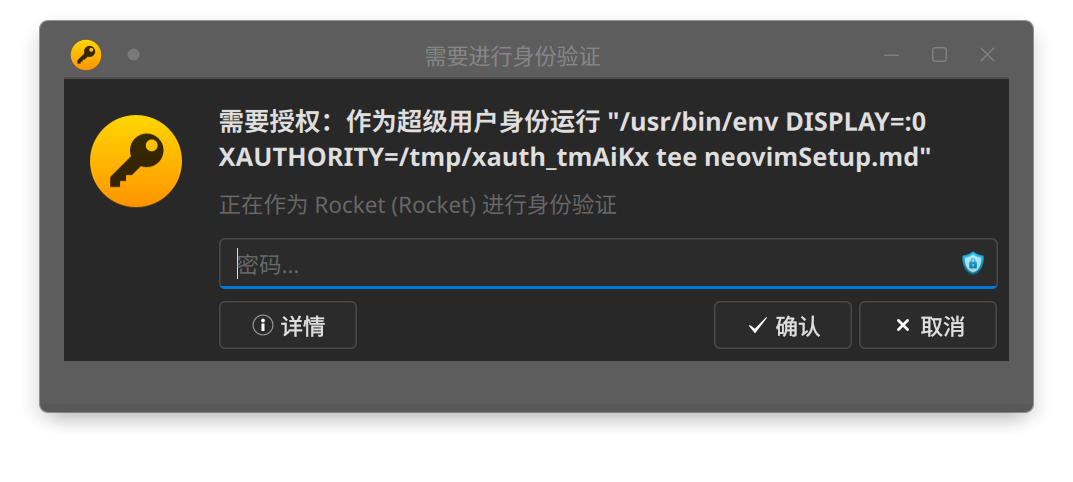 需要进行身份验证
需要授权：作为超级用户身份运行 "/usr/bin/env DISPLAY=:0
XAUTHORITY=/tmp/xauth_tmAiKx tee neovimSetup.md"
正在作为 Rocket (Rocket) 进行身份验证
密码...
详情
确认
取消